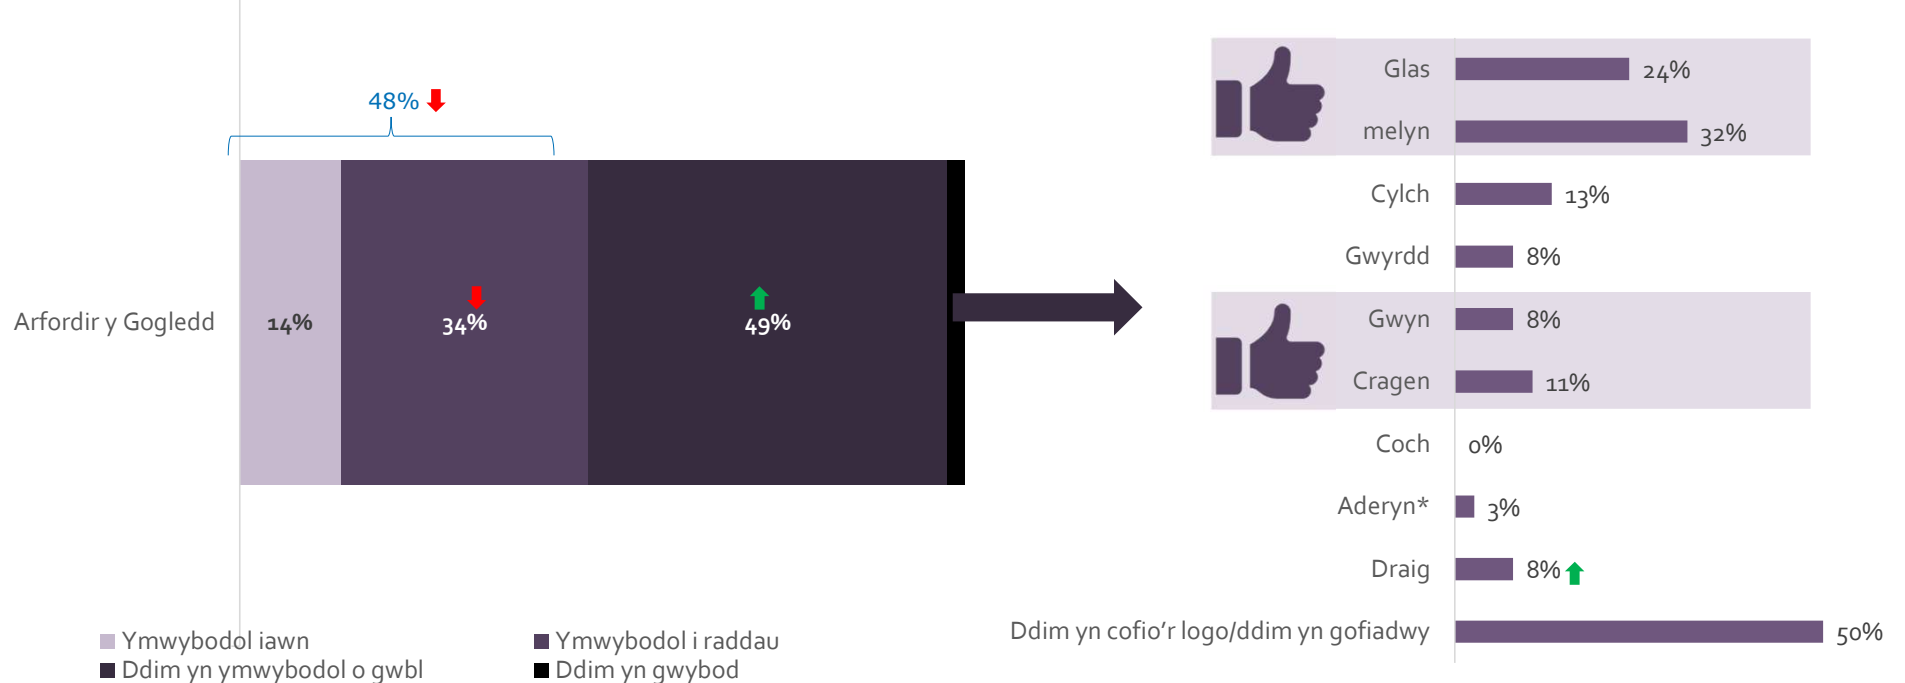 48%
Arfordir y Gogledd
14%
34%
49%
Ymwybodol iawn
Ymwybodol i raddau
Ddim yn ymwybodol o gwbl
Ddim yn gwybod
Glas 24%
melyn 32%
Cylch 13%
Gwyrdd 8%
Gwyn 8%
Cragen 11%
Coch 0%
Aderyn* 3%
Draig 8%
Ddim yn cofio’r logo/ddim yn gofiadwy 50%